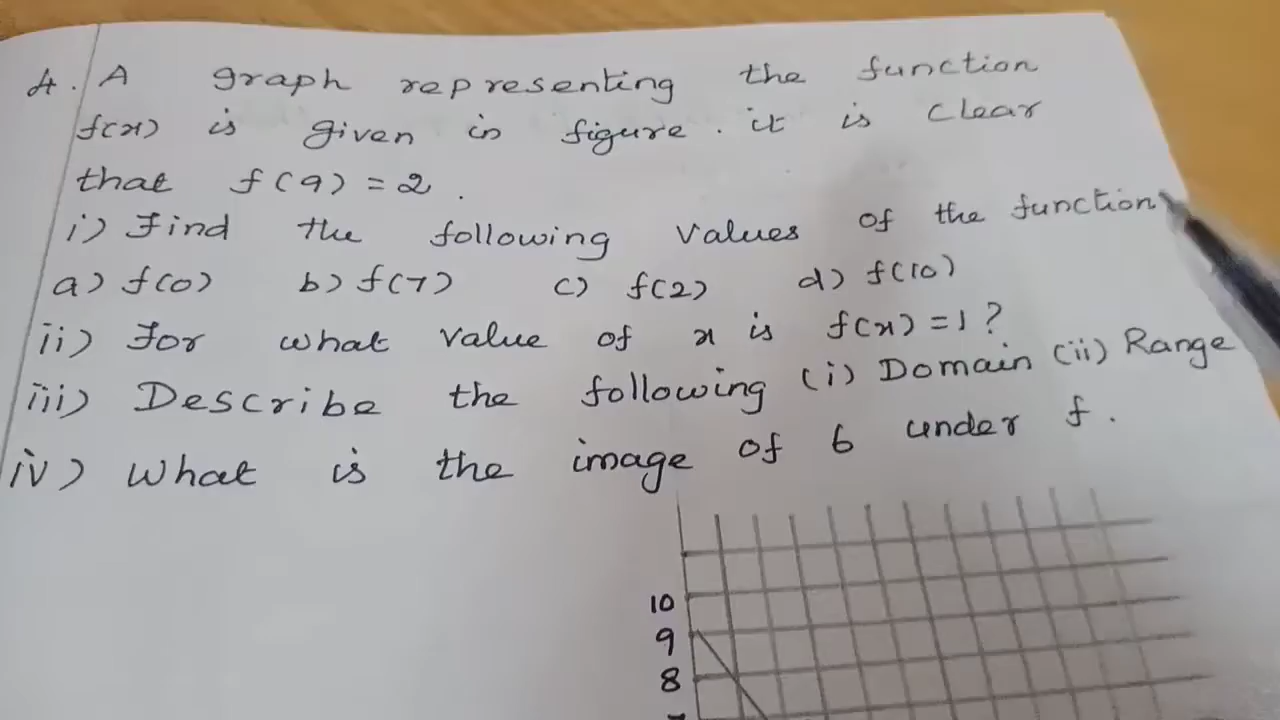 4. A graph representing the function
f(x) is given in figure. it is clear
that f(9) = 2.
i) Find the following values of the function
a) f(0) b) f(7) c) f(2) d) f(10)
ii) For what value of x is f(x) = 1?
iii) Describe the following (i) Domain (ii) Range
iv) What is the image of 6 under f.
10
9
8